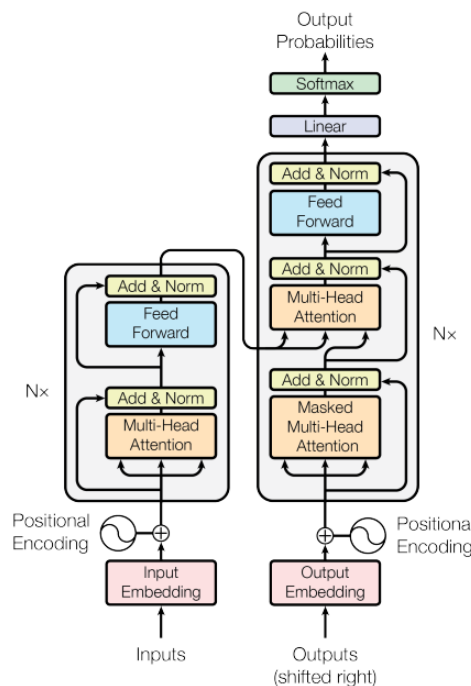 Output
Probabilities
Softmax
Linear
Add & Norm
Feed
Forward
Add & Norm
Multi-Head
Attention
Nx
Add & Norm
Masked
Multi-Head
Attention
Add & Norm
Feed
Forward
Nx
Add & Norm
Multi-Head
Attention
Positional
Encoding
Positional
Encoding
Input
Embedding
Output
Embedding
Inputs
Outputs
(shifted right)